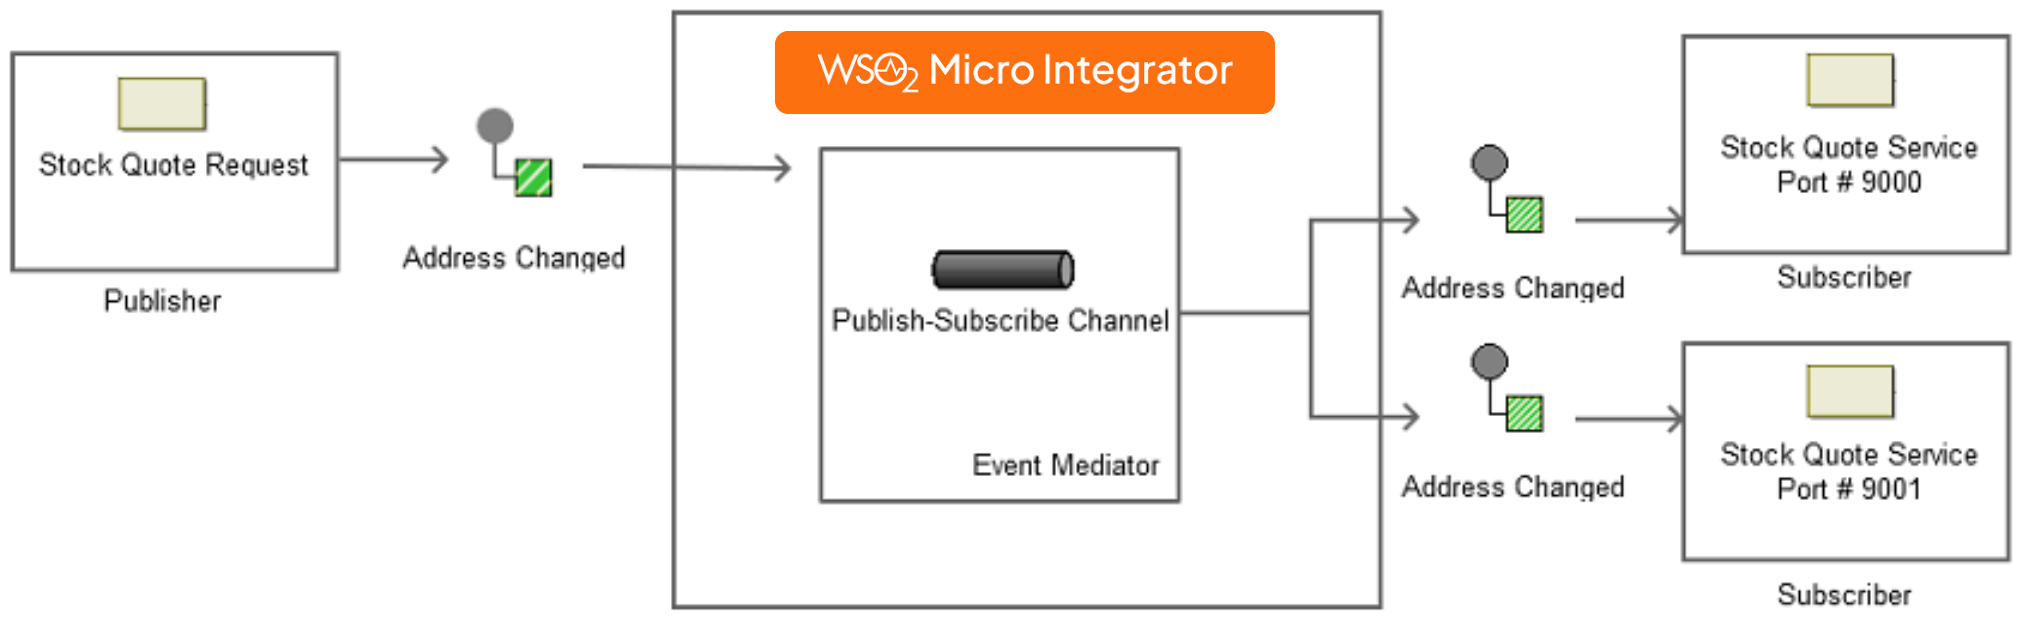 WSO2 Micro Integrator
Stock Quote Request
Publisher
Address Changed
Publish-Subscribe Channel
Event Mediator
Address Changed
Stock Quote Service
Port # 9000
Subscriber
Address Changed
Stock Quote Service
Port # 9001
Subscriber